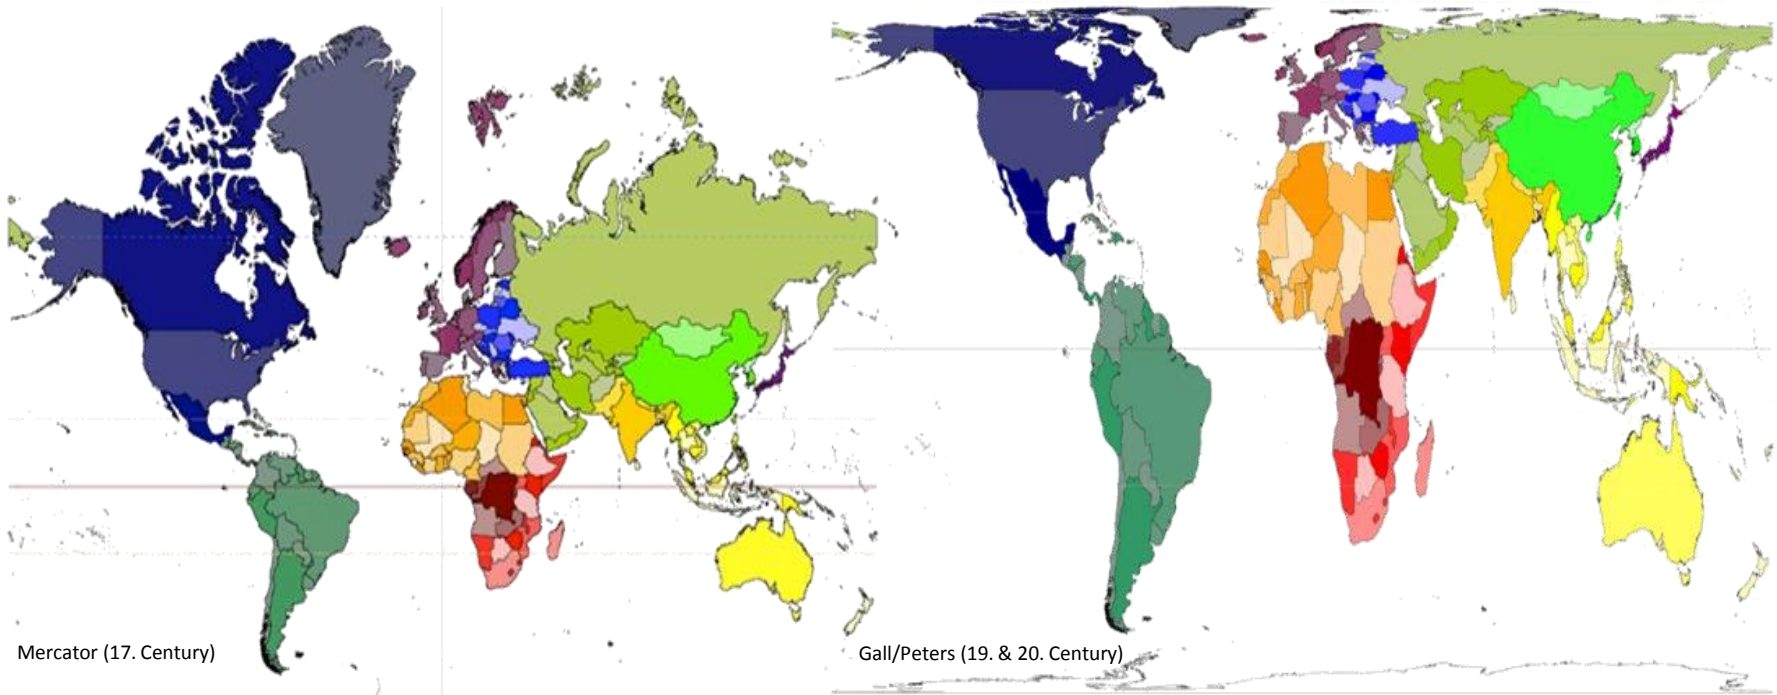 Mercator (17. Century)
Gall/Peters (19. & 20. Century)